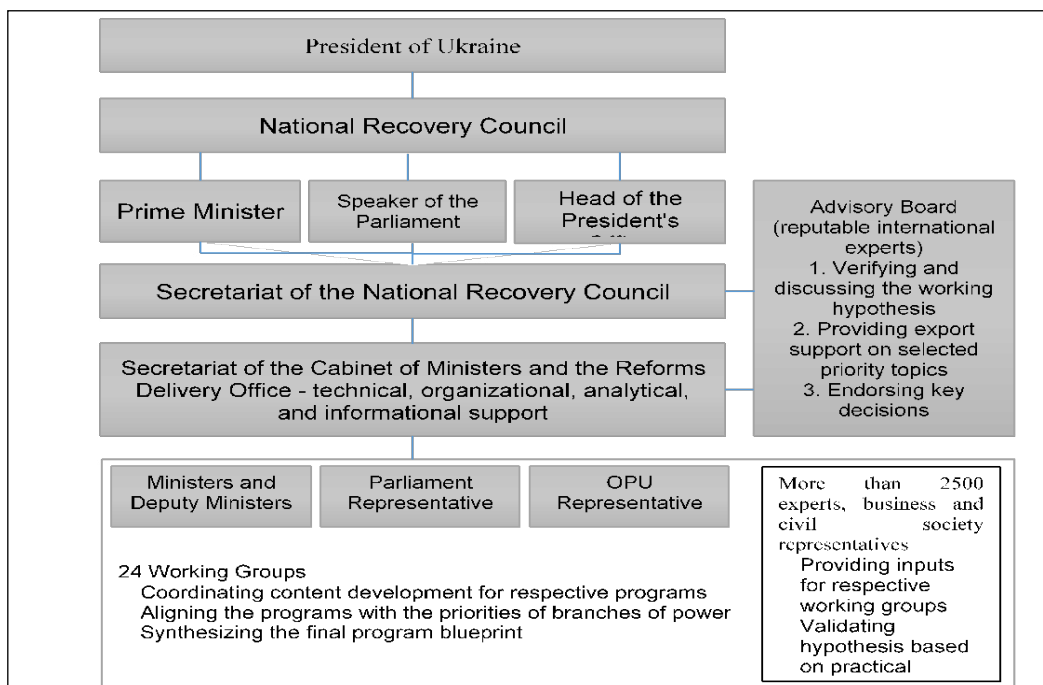 President of Ukraine
National Recovery Council
Prime Minister
Speaker of the
Parliament
Head of the
President's
Secretariat of the National Recovery Council
Advisory Board
(reputable international
experts)
1. Verifying and
discussing the working
hypothesis
2. Providing export
support on selected
priority topics
3. Endorsing key
decisions
Secretariat of the Cabinet of Ministers and the Reforms
Delivery Office - technical, organizational, analytical,
and informational support
Ministers and
Deputy Ministers
Parliament
Representative
OPU
Representative
24 Working Groups
Coordinating content development for respective programs
Aligning the programs with the priorities of branches of power
Synthesizing the final program blueprint
More than 2500
experts, business and
civil society
representatives
Providing inputs
for respective
working groups
Validating
hypothesis based
on practical